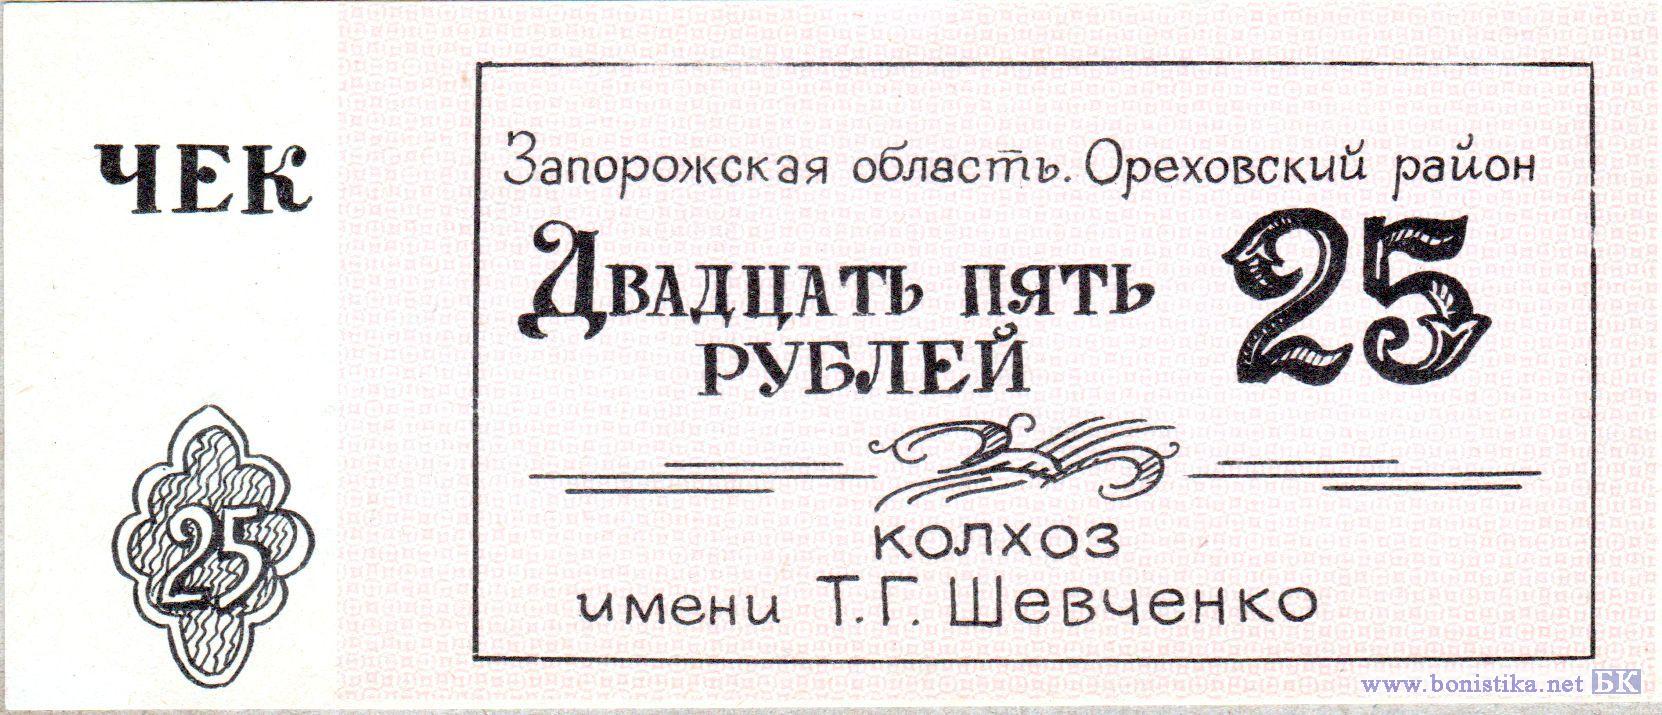 ЧЕК
25
Запорожская область. Ореховский район
Двадцать пять
рублей
25
колхоз
имени Т.Г. Шевченко
www.bonistika.net БК